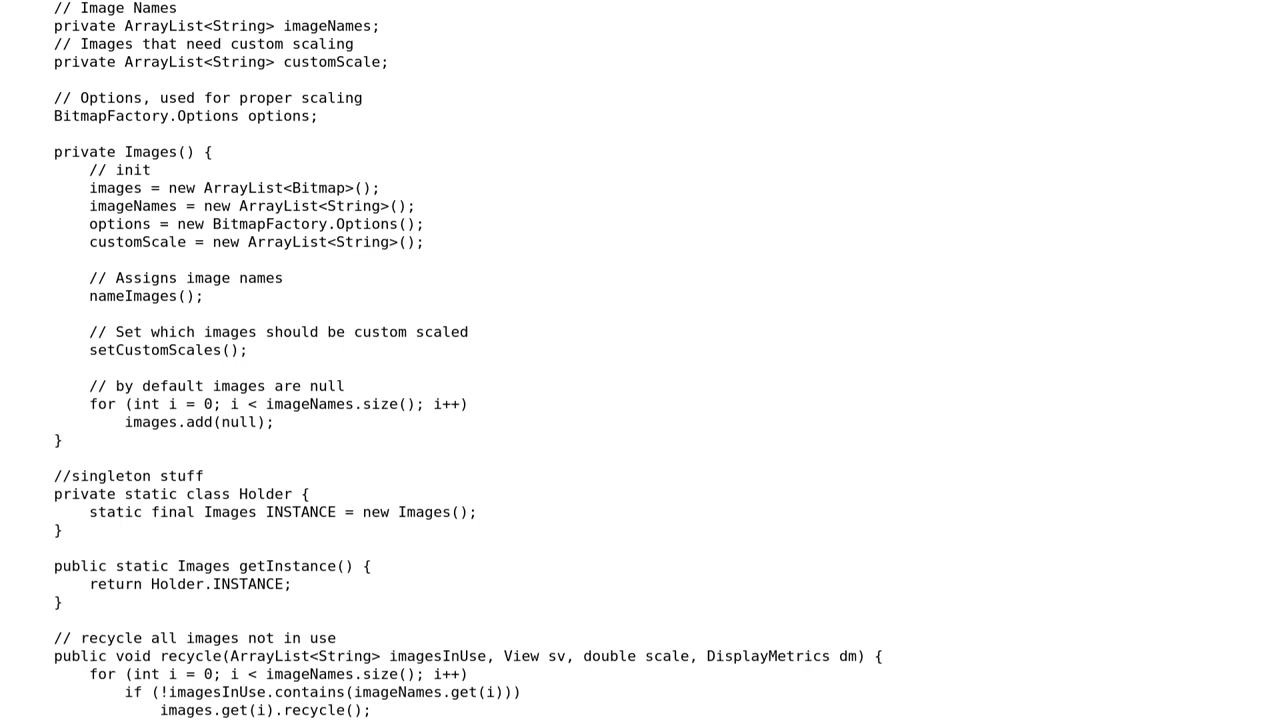 // Image Names
private ArrayList<String> imageNames;
// Images that need custom scaling
private ArrayList<String> customScale;

// Options, used for proper scaling
BitmapFactory.Options options;

private Images() {
    // init
    images = new ArrayList<Bitmap>();
    imageNames = new ArrayList<String>();
    options = new BitmapFactory.Options();
    customScale = new ArrayList<String>();

    // Assigns image names
    nameImages();

    // Set which images should be custom scaled
    setCustomScales();

    // by default images are null
    for (int i = 0; i < imageNames.size(); i++)
        images.add(null);
}

//singleton stuff
private static class Holder {
    static final Images INSTANCE = new Images();
}

public static Images getInstance() {
    return Holder.INSTANCE;
}

// recycle all images not in use
public void recycle(ArrayList<String> imagesInUse, View sv, double scale, DisplayMetrics dm) {
    for (int i = 0; i < imageNames.size(); i++)
        if (!imagesInUse.contains(imageNames.get(i)))
            images.get(i).recycle();